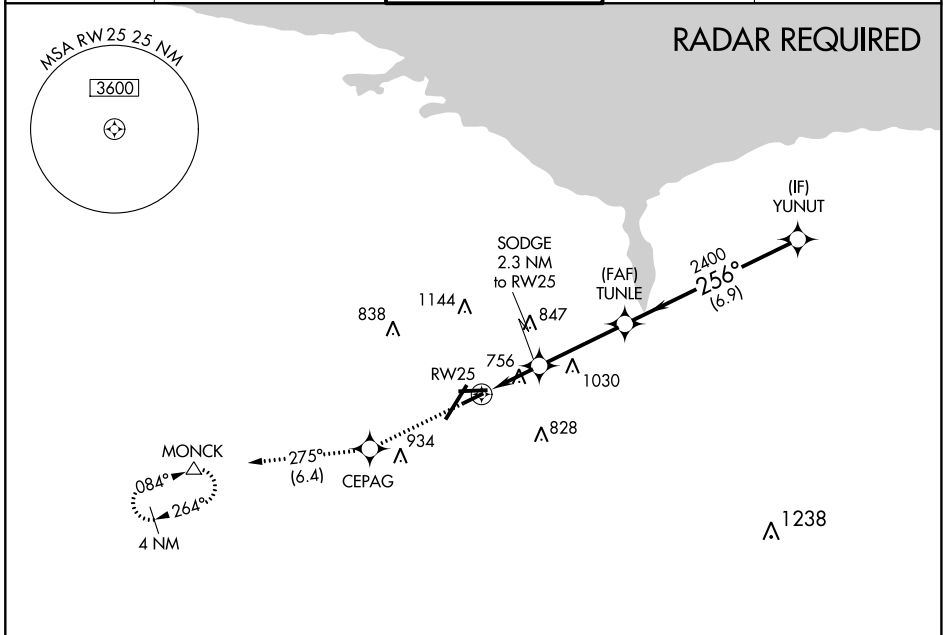 RADAR REQUIRED
MSA RW25 25 NM
3600
(IF)
YUNUT
SODGE
2.3 NM
to RW25
2400
256°
(6.9)
(FAF)
TUNLE
1144
838
847
756
RW25
1030
828
934
MONCK
275°
(6.4)
CEPAG
084°
264°
4 NM
1238